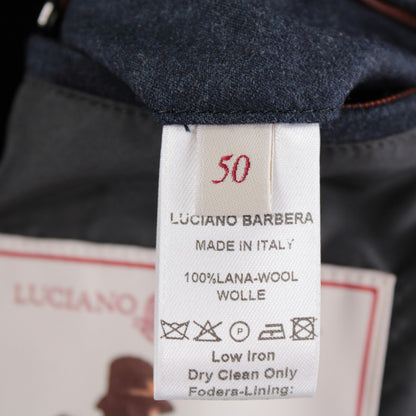 50
LUCIANO BARBERA
MADE IN ITALY
100%LANA-WOOL
WOLLE
P
Low Iron
Dry Clean Only
Fodera-Lining:
LUCIANO